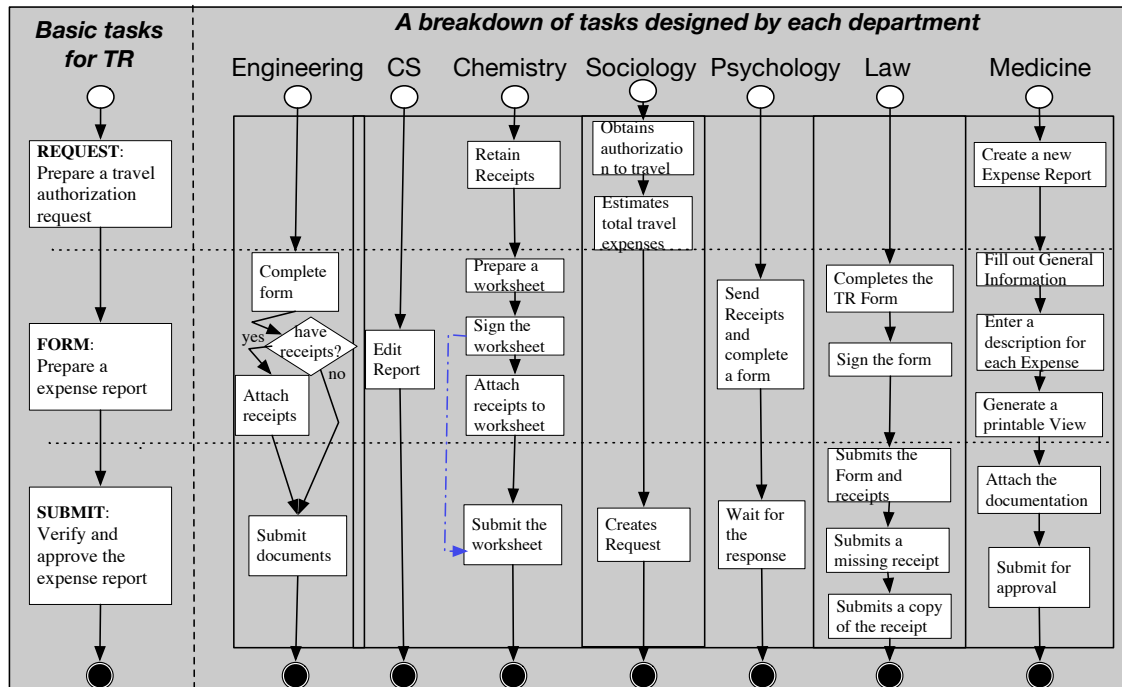 Basic tasks
for TR
A breakdown of tasks designed by each department
Engineering
CS
Chemistry
Sociology
Psychology
Law
Medicine
REQUEST:
Prepare a travel
authorization
request
FORM:
Prepare a
expense report
SUBMIT:
Verify and
approve the
expense report
Complete
form
have
receipts?
yes
no
Attach
receipts
Submit
documents
Edit
Report
Retain
Receipts
Prepare a
worksheet
Sign the
worksheet
Attach
receipts to
worksheet
Submit the
worksheet
Obtains
authorizatio
n to travel
Estimates
total travel
expenses
Creates
Request
Send
Receipts
and
complete
a form
Wait for
the
response
Completes the
TR Form
Sign the form
Submits the
Form and
receipts
Submits a
missing receipt
Submits a copy
of the receipt
Create a new
Expense Report
Fill out General
Information
Enter a
description for
each Expense
Generate a
printable View
Attach the
documentation
Submit for
approval